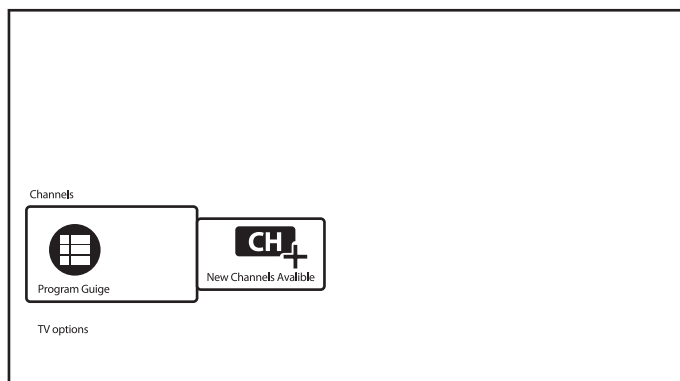 Channels
CH
New Channels Avalible
Program Guige
TV options